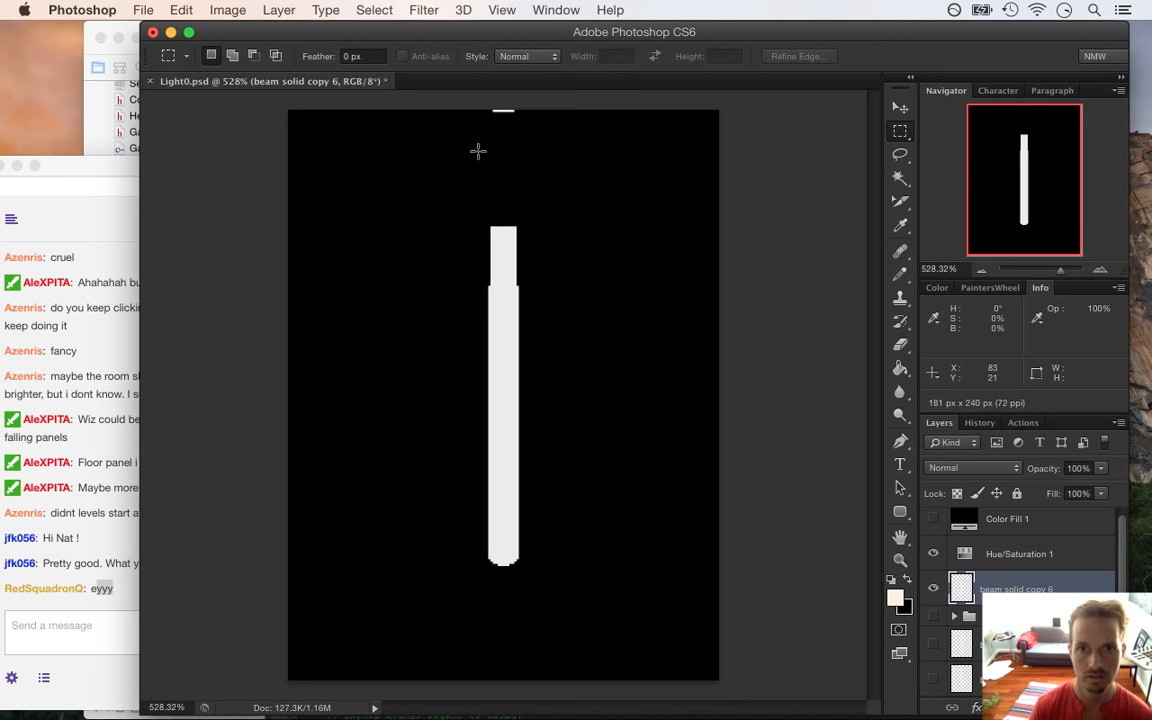 Photoshop File Edit Image Layer Type Select Filter 3D View Window Help
Adobe Photoshop CS6
Feather: 0 px Anti-alias Style: Normal Width: Height: Refine Edge... NMW
Light0.psd @ 528% (beam solid copy 6, RGB/8*) *
Navigator Character Paragraph
528.32%
Color PaintersWheel Info
H: 0°
S: 0%
B: 0%
Op: 100%
X: 83
Y: 21
W:
H:
181 px x 240 px (72 ppi)
Layers History Actions
Kind
Normal Opacity: 100%
Lock: Fill: 100%
Color Fill 1
Hue/Saturation 1
beam solid copy 6
fx
Azenris: cruel
AleXPITA: Ahahahah bu
Azenris: do you keep clickin
keep doing it
Azenris: fancy
Azenris: maybe the room s
brighter, but i dont know. I s
AleXPITA: Wiz could be
falling panels
AleXPITA: Floor panel i
AleXPITA: Maybe more
Azenris: didnt levels start a
jfk056: Hi Nat !
jfk056: Pretty good. What y
RedSquadronQ: eyyy
Send a message
528.32% Doc: 127.3K/1.16M